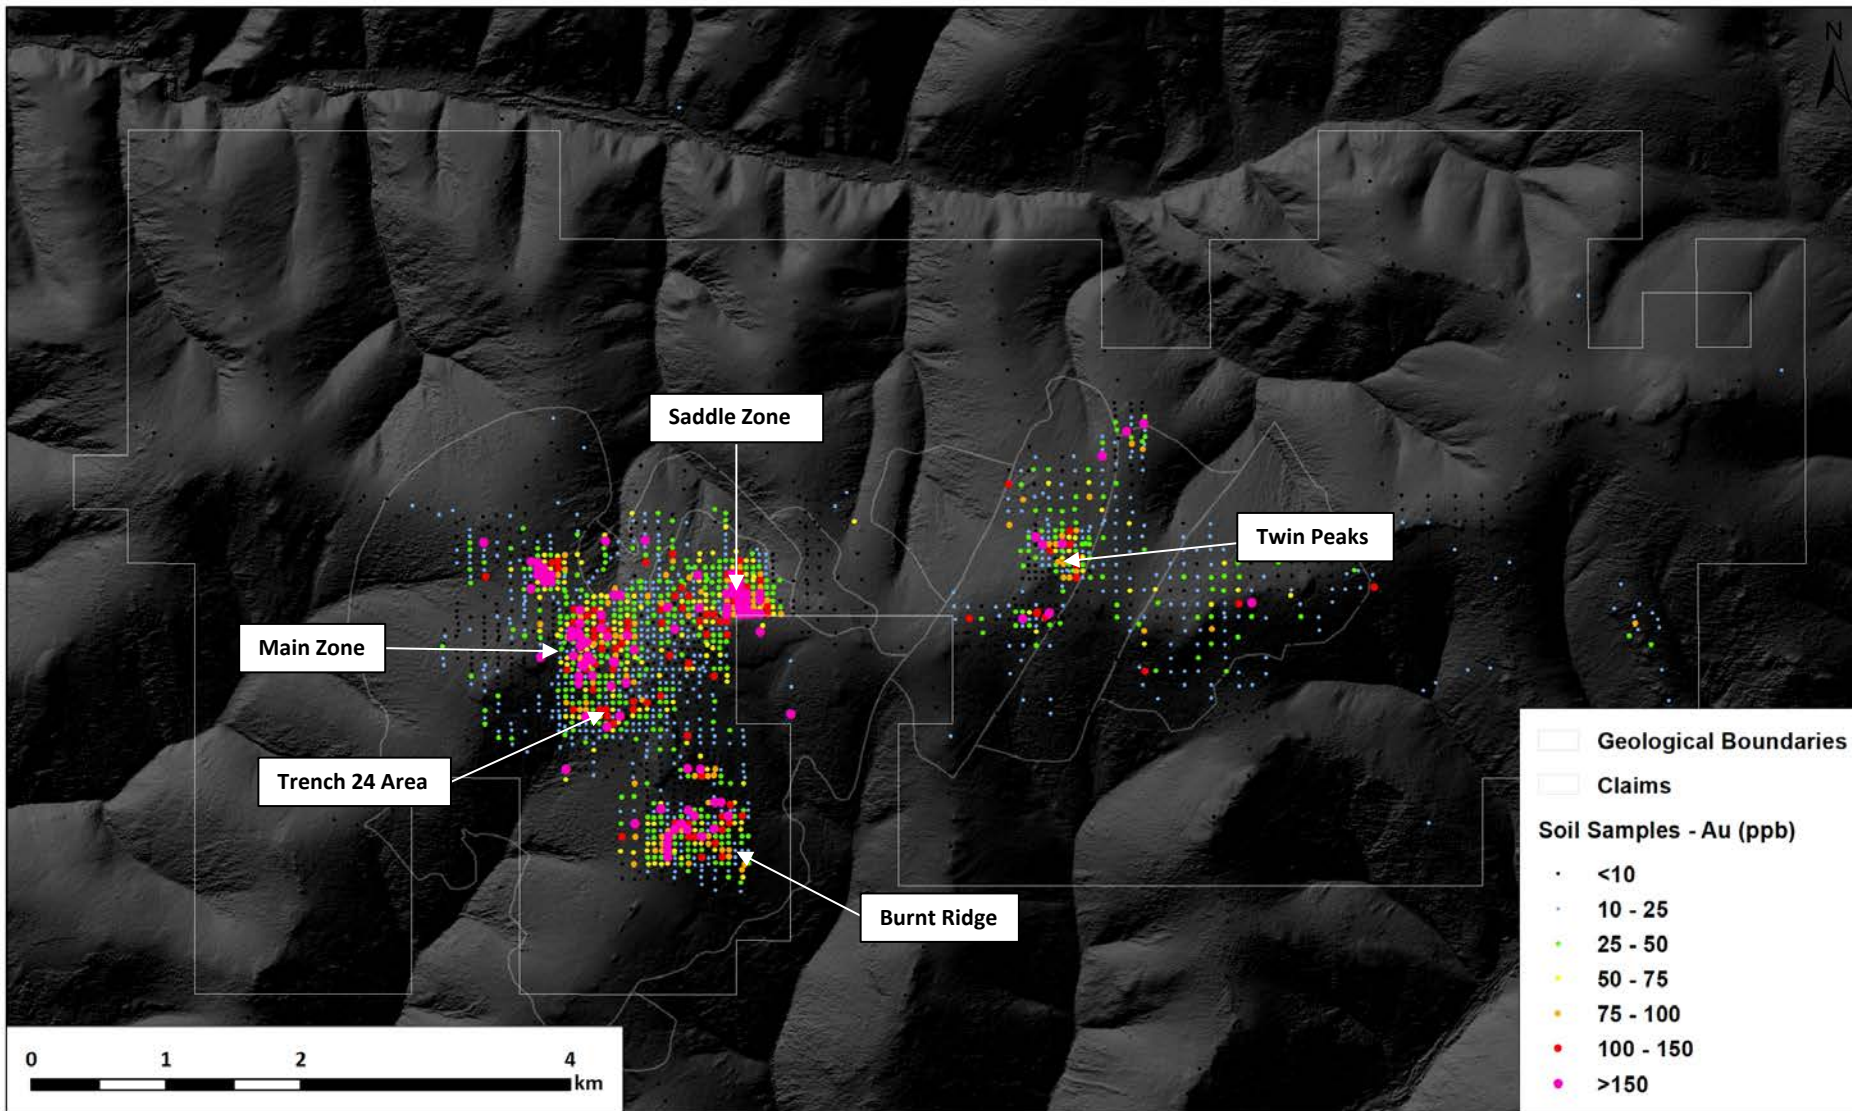 N
Saddle Zone
Twin Peaks
Main Zone
Trench 24 Area
Burnt Ridge
Geological Boundaries
Claims
Soil Samples - Au (ppb)
<10
10 - 25
25 - 50
50 - 75
75 - 100
100 - 150
>150
0 1 2 4
km